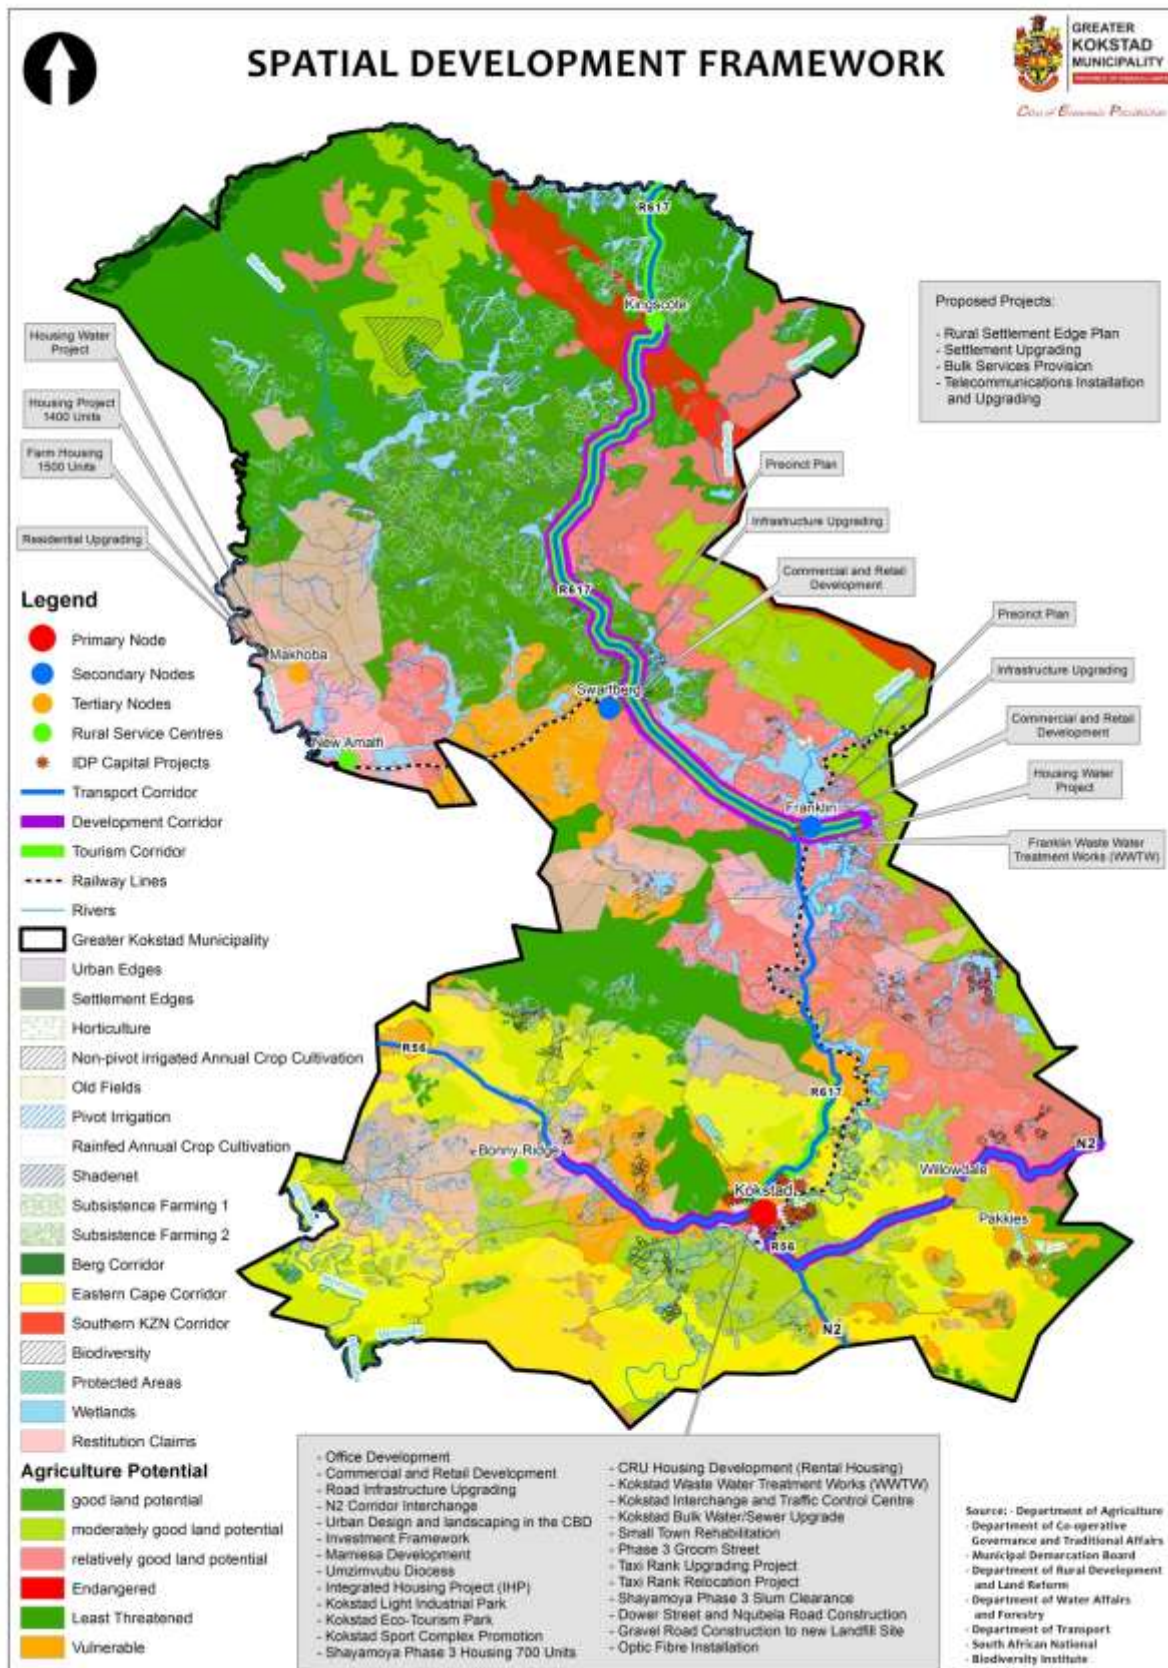 SPATIAL DEVELOPMENT FRAMEWORK
GREATER
KOKSTAD
MUNICIPALITY
R617
Kingscote
Proposed Projects:
- Rural Settlement Edge Plan
- Settlement Upgrading
- Bulk Services Provision
- Telecommunications Installation
and Upgrading
Housing Water
Project
Housing Project
1400 Units
Farm Housing
1500 Units
Residential Upgrading
Precinct Plan
Infrastructure Upgrading
Commercial and Retail
Development
R617
Precinct Plan
Infrastructure Upgrading
Commercial and Retail
Development
Housing Water
Project
Franklin Waste Water
Treatment Works (WWTW)
Makhoba
Swartberg
New Amalfi
Franklin
R56
R617
Bonny Ridge
Willowdale
N2
Kokstad
Pakkies
R56
N2
Legend
Primary Node
Secondary Nodes
Tertiary Nodes
Rural Service Centres
IDP Capital Projects
Transport Corridor
Development Corridor
Tourism Corridor
Railway Lines
Rivers
Greater Kokstad Municipality
Urban Edges
Settlement Edges
Horticulture
Non-pivot irrigated Annual Crop Cultivation
Old Fields
Pivot Irrigation
Rainfed Annual Crop Cultivation
Shadenet
Subsistence Farming 1
Subsistence Farming 2
Berg Corridor
Eastern Cape Corridor
Southern KZN Corridor
Biodiversity
Protected Areas
Wetlands
Restitution Claims
Agriculture Potential
good land potential
moderately good land potential
relatively good land potential
Endangered
Least Threatened
Vulnerable
- Office Development
- Commercial and Retail Development
- Road Infrastructure Upgrading
- N2 Corridor Interchange
- Urban Design and landscaping in the CBD
- Investment Framework
- Mamiesa Development
- Umzimvubu Diocess
- Integrated Housing Project (IHP)
- Kokstad Light Industrial Park
- Kokstad Eco-Tourism Park
- Kokstad Sport Complex Promotion
- Shayamoya Phase 3 Housing 700 Units
- CRU Housing Development (Rental Housing)
- Kokstad Waste Water Treatment Works (WWTW)
- Kokstad Interchange and Traffic Control Centre
- Kokstad Bulk Water/Sewer Upgrade
- Small Town Rehabilitation
- Phase 3 Groom Street
- Taxi Rank Upgrading Project
- Taxi Rank Relocation Project
- Shayamoya Phase 3 Slum Clearance
- Dower Street and Nqubela Road Construction
- Gravel Road Construction to new Landfill Site
- Optic Fibre Installation
Source: - Department of Agriculture
- Department of Co-operative
Governance and Traditional Affairs
- Municipal Demarcation Board
- Department of Rural Development
and Land Reform
- Department of Water Affairs
and Forestry
- Department of Transport
- South African National
- Biodiversity Institute